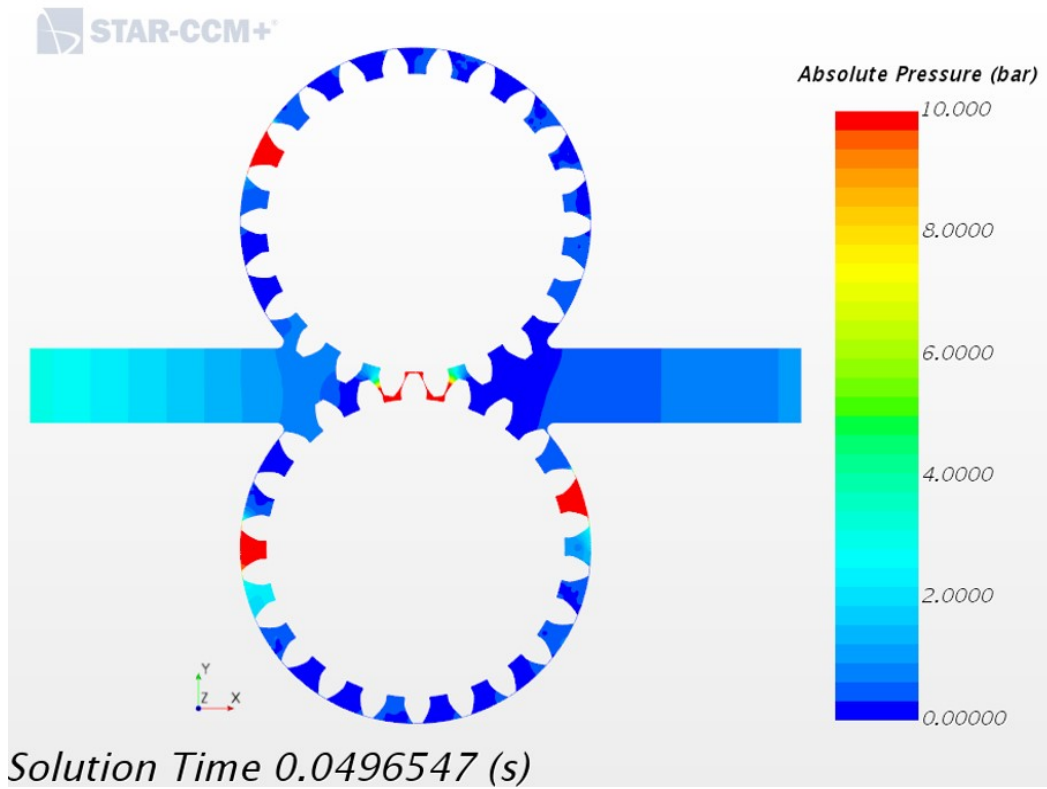 STAR-CCM+
Absolute Pressure (bar)
10.000
8.0000
6.0000
4.0000
2.0000
0.00000
Y
Z X
Solution Time 0.0496547 (s)